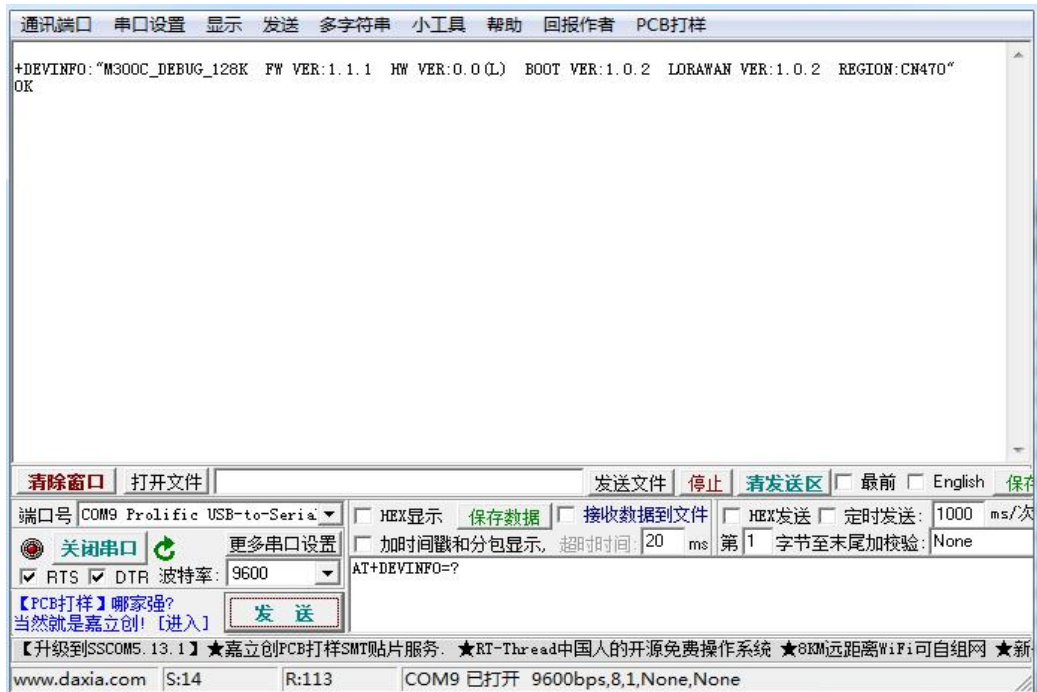 通讯端口 串口设置 显示 发送 多字符串 小工具 帮助 回报作者 PCB打样
+DEVINFO:"M300C_DEBUG_128K FW VER:1.1.1 HW VER:0.0(L) BOOT VER:1.0.2 LORAWAN VER:1.0.2 REGION:CN470"
OK
清除窗口 打开文件 发送文件 停止 清发送区 最前 English 保存
端口号 COM9 Prolific USB-to-Seria HEX显示 保存数据 接收数据到文件 HEX发送 定时发送: 1000 ms/次
关闭串口 更多串口设置 加时间戳和分包显示, 超时时间: 20 ms 第 1 字节至末尾加校验: None
RTS DTR 波特率: 9600 AT+DEVINFO=?
【PCB打样】哪家强?
当然就是嘉立创! [进入] 发 送
【升级到SSCOM5.13.1】★嘉立创PCB打样SMT贴片服务. ★RT-Thread中国人的开源免费操作系统 ★8KM远距离WiFi可自组网 ★新
www.daxia.com S:14 R:113 COM9 已打开 9600bps,8,1,None,None